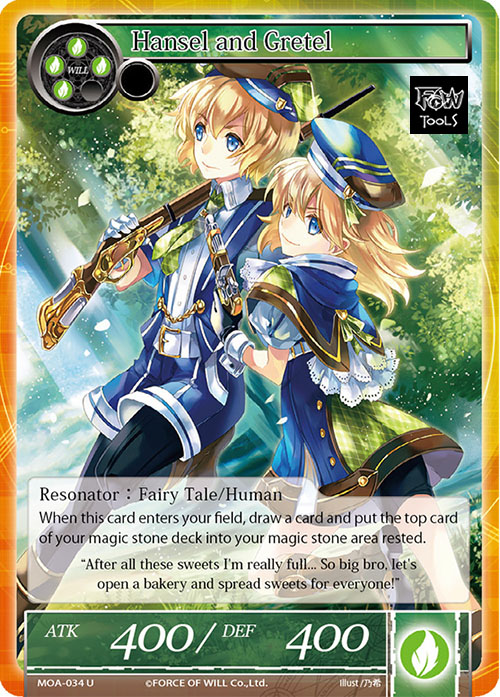 Hansel and Gretel
WILL
FOW
TOOLS
Resonator : Fairy Tale/Human
When this card enters your field, draw a card and put the top card
of your magic stone deck into your magic stone area rested.
“After all these sweets I'm really full... So big bro, let's
open a bakery and spread sweets for everyone!”
ATK 400/ DEF 400
MOA-034 U ©FORCE OF WILL Co.,Ltd. Illust/乃希